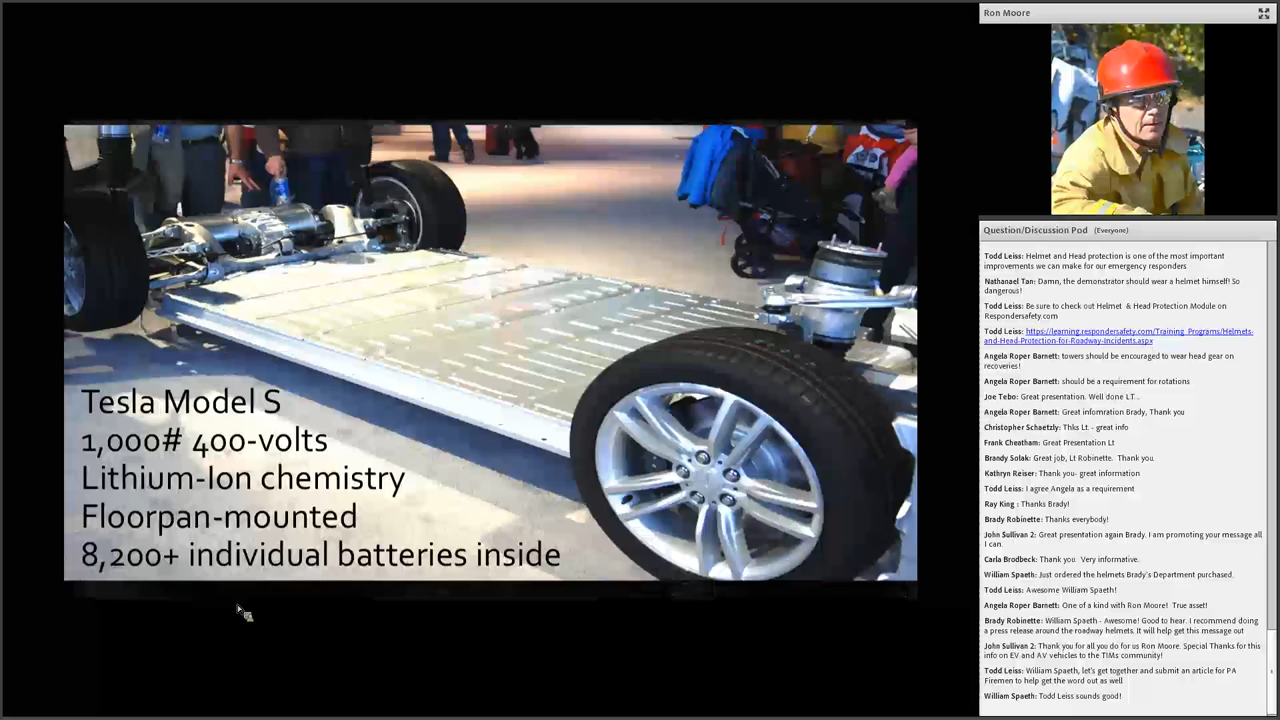 Tesla Model S
1,000# 400-volts
Lithium-Ion chemistry
Floorpan-mounted
8,200+ individual batteries inside
Ron Moore
Question/Discussion Pod (Everyone)
Todd Leiss: Helmet and Head protection is one of the most important
improvements we can make for our emergency responders
Nathanael Tan: Damn, the demonstrator should wear a helmet himself! So
dangerous!
Todd Leiss: Be sure to check out Helmet & Head Protection Module on
Respondersafety.com
Todd Leiss: https://learning.respondersafety.com/Training_Programs/Helmets-
and-Head-Protection-for-Roadway-Incidents.aspx
Angela Roper Barnett: towers should be encouraged to wear head gear on
recoveries!
Angela Roper Barnett: should be a requirement for rotations
Joe Tebo: Great presentation. Well done LT...
Angela Roper Barnett: Great infomration Brady, Thank you
Christopher Schaetzly: Thks Lt. - great info
Frank Cheatham: Great Presentation Lt
Brandy Solak: Great job, Lt Robinette. Thank you.
Kathryn Reiser: Thank you- great information
Todd Leiss: I agree Angela as a requirement
Ray King : Thanks Brady!
Brady Robinette: Thanks everybody!
John Sullivan 2: Great presentation again Brady. I am promoting your message all
I can.
Carla Brodbeck: Thank you. Very informative.
William Spaeth: Just ordered the helmets Brady's Department purchased.
Todd Leiss: Awesome William Spaeth!
Angela Roper Barnett: One of a kind with Ron Moore! True asset!
Brady Robinette: William Spaeth - Awesome! Good to hear. I recommend doing
a press release around the roadway helmets. It will help get this message out
John Sullivan 2: Thank you for all you do for us Ron Moore. Special Thanks for this
info on EV and AV vehicles to the TIMs community!
Todd Leiss: William Spaeth, let's get together and submit an article for PA
Firemen to help get the word out as well
William Spaeth: Todd Leiss sounds good!